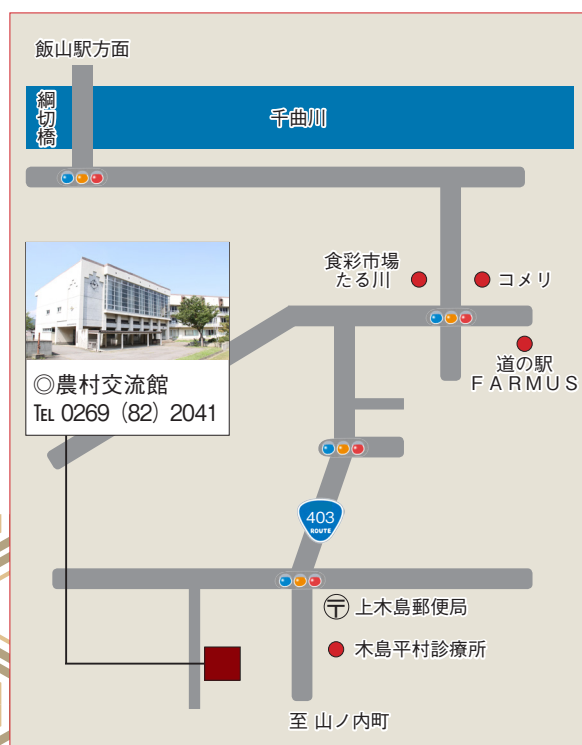 飯山駅方面
綱切橋
千曲川
食彩市場
たる川
コメリ
道の駅
ＦＡＲＭＵＳ
◎農村交流館
℡ 0269（82）2041
403
ROUTE
〒上木島郵便局
木島平村診療所
至 山ノ内町